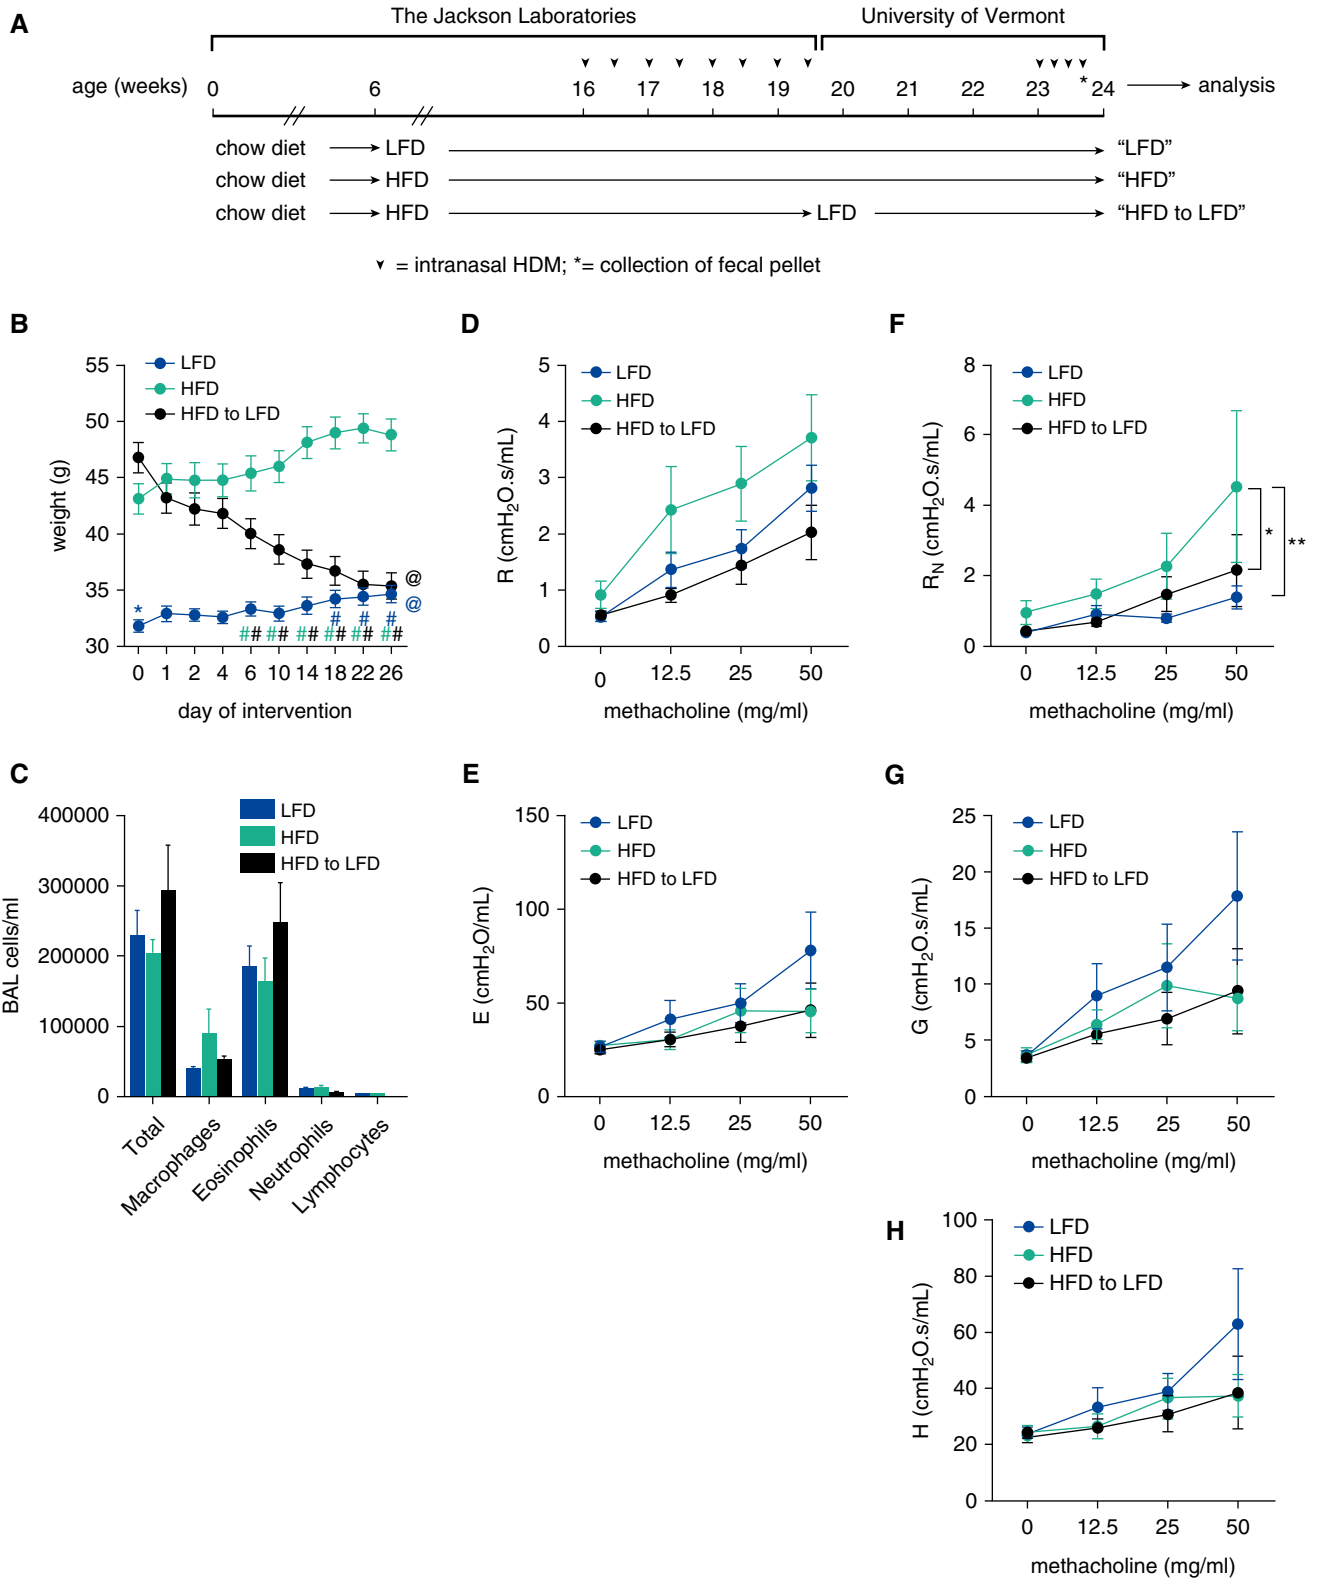 A
The Jackson Laboratories
University of Vermont
age (weeks) 0 6 16 17 18 19 20 21 22 23 * 24 analysis
chow diet LFD “LFD”
chow diet HFD “HFD”
chow diet HFD LFD “HFD to LFD”
= intranasal HDM; *= collection of fecal pellet
B
LFD
HFD
HFD to LFD
weight (g)
55
50
45
40
35
30
@
@
*
# # #
## ## ## ## ## ##
0 1 2 4 6 10 14 18 22 26
day of intervention
D
LFD
HFD
HFD to LFD
R (cmH2O.s/mL)
5
4
3
2
1
0
0 12.5 25 50
methacholine (mg/ml)
F
LFD
HFD
HFD to LFD
RN (cmH2O.s/mL)
8
6
4
2
0
*
**
0 12.5 25 50
methacholine (mg/ml)
C
LFD
HFD
HFD to LFD
BAL cells/ml
400000
300000
200000
100000
0
Total
Macrophages
Eosinophils
Neutrophils
Lymphocytes
E
LFD
HFD
HFD to LFD
E (cmH2O/mL)
150
100
50
0
0 12.5 25 50
methacholine (mg/ml)
G
LFD
HFD
HFD to LFD
G (cmH2O.s/mL)
25
20
15
10
5
0
0 12.5 25 50
methacholine (mg/ml)
H
LFD
HFD
HFD to LFD
H (cmH2O.s/mL)
100
80
60
40
20
0
0 12.5 25 50
methacholine (mg/ml)